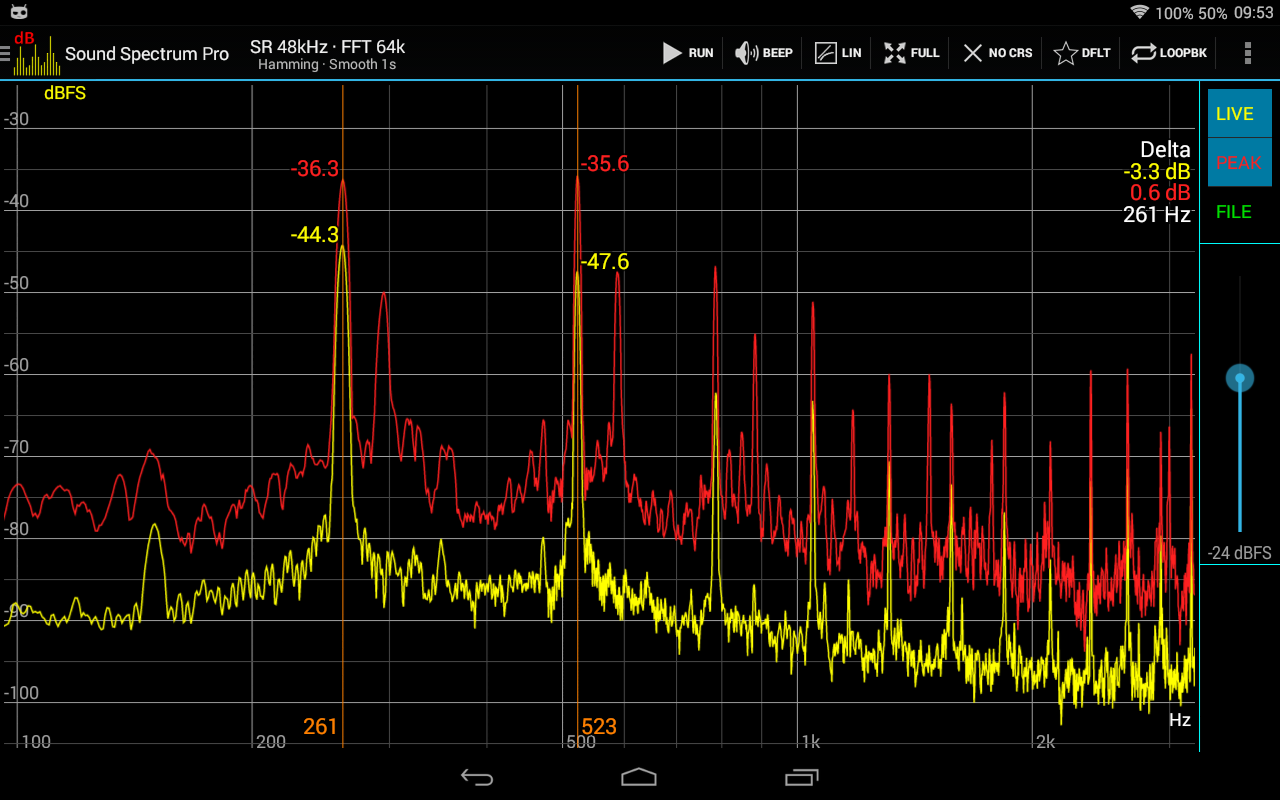 100% 50% 09:53
dB
Sound Spectrum Pro
SR 48kHz · FFT 64k
Hamming · Smooth 1s
RUN
BEEP
LIN
FULL
NO CRS
DFLT
LOOPBK
dBFS
-30
-40
-50
-60
-70
-80
-90
-100
-36.3
-44.3
-35.6
-47.6
Delta
-3.3 dB
0.6 dB
261 Hz
LIVE
PEAK
FILE
-24 dBFS
261
523
Hz
100
200
500
1k
2k